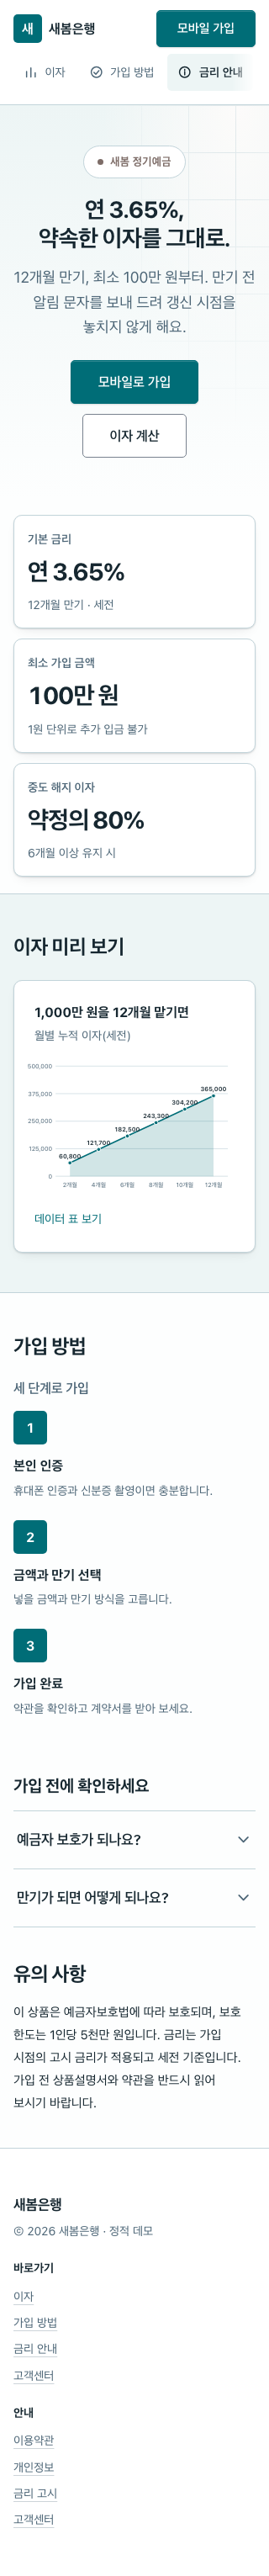 새 새봄은행
모바일 가입
이자
가입 방법
금리 안내
새봄 정기예금
연 3.65%,
약속한 이자를 그대로.
12개월 만기, 최소 100만 원부터. 만기 전
알림 문자를 보내 드려 갱신 시점을
놓치지 않게 해요.
모바일로 가입
이자 계산
기본 금리
연 3.65%
12개월 만기 · 세전
최소 가입 금액
100만 원
1원 단위로 추가 입금 불가
중도 해지 이자
약정의 80%
6개월 이상 유지 시
이자 미리 보기
1,000만 원을 12개월 맡기면
월별 누적 이자(세전)
500,000
375,000
250,000
125,000
0
60,800
121,700
182,500
243,300
304,200
365,000
2개월
4개월
6개월
8개월
10개월
12개월
데이터 표 보기
가입 방법
세 단계로 가입
1
본인 인증
휴대폰 인증과 신분증 촬영이면 충분합니다.
2
금액과 만기 선택
넣을 금액과 만기 방식을 고릅니다.
3
가입 완료
약관을 확인하고 계약서를 받아 보세요.
가입 전에 확인하세요
예금자 보호가 되나요?
만기가 되면 어떻게 되나요?
유의 사항
이 상품은 예금자보호법에 따라 보호되며, 보호
한도는 1인당 5천만 원입니다. 금리는 가입
시점의 고시 금리가 적용되고 세전 기준입니다.
가입 전 상품설명서와 약관을 반드시 읽어
보시기 바랍니다.
새봄은행
© 2026 새봄은행 · 정적 데모
바로가기
이자
가입 방법
금리 안내
고객센터
안내
이용약관
개인정보
금리 고시
고객센터